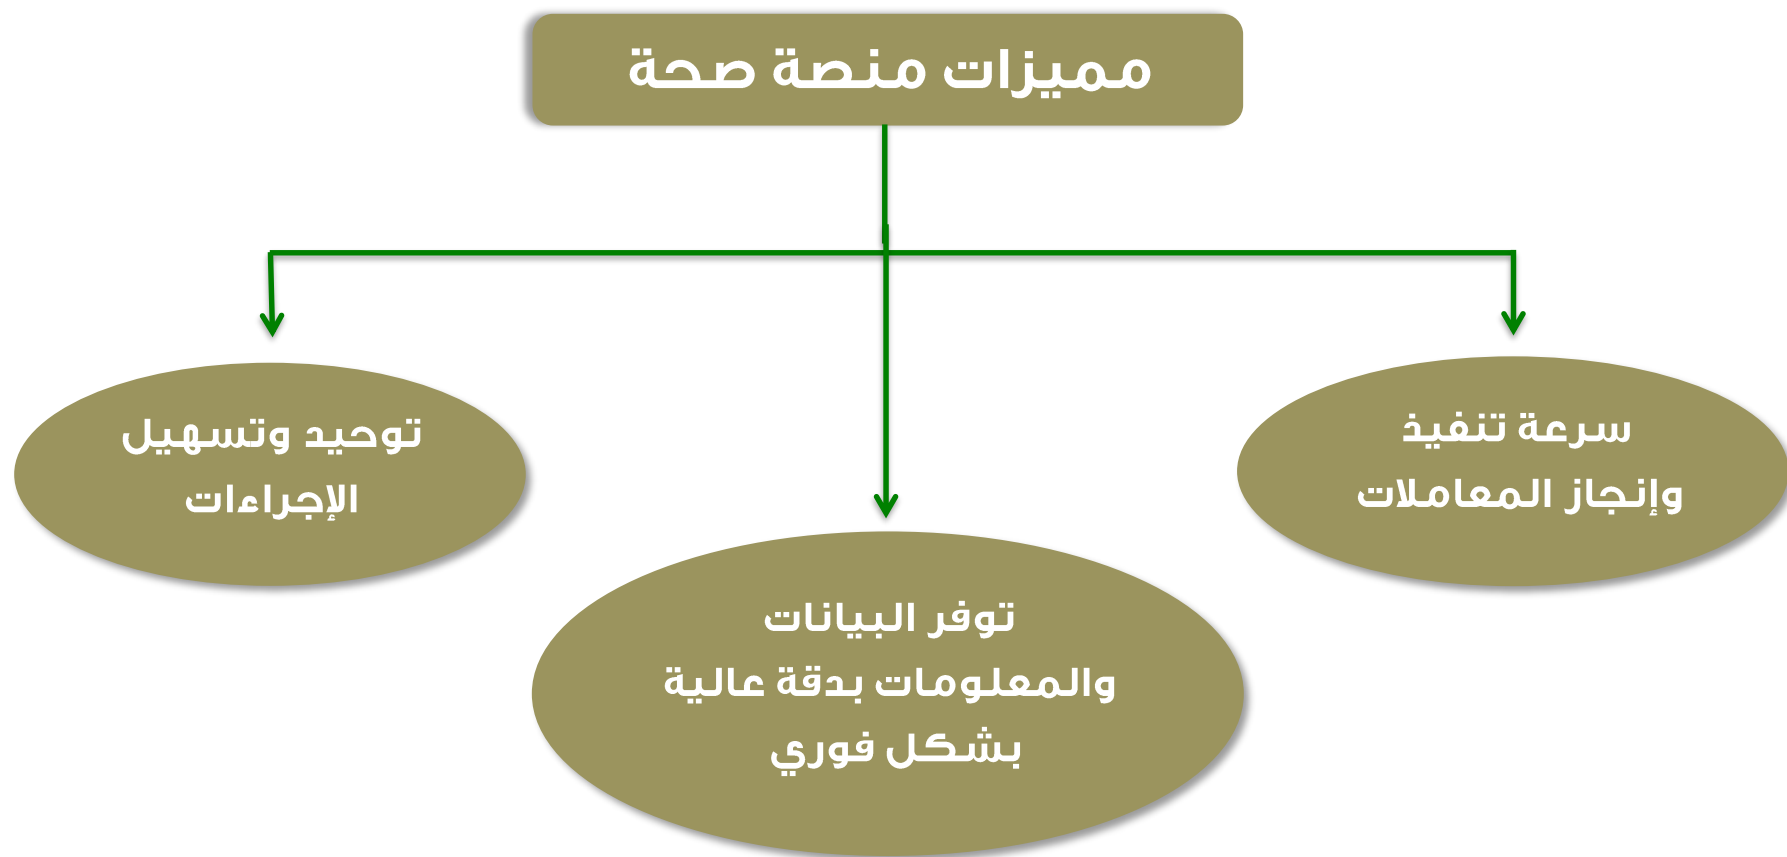 مميزات منصة صحة
سرعة تنفيذ
وإنجاز المعاملات
توفر البيانات
والمعلومات بدقة عالية
بشكل فوري
توحيد وتسهيل
الإجراءات